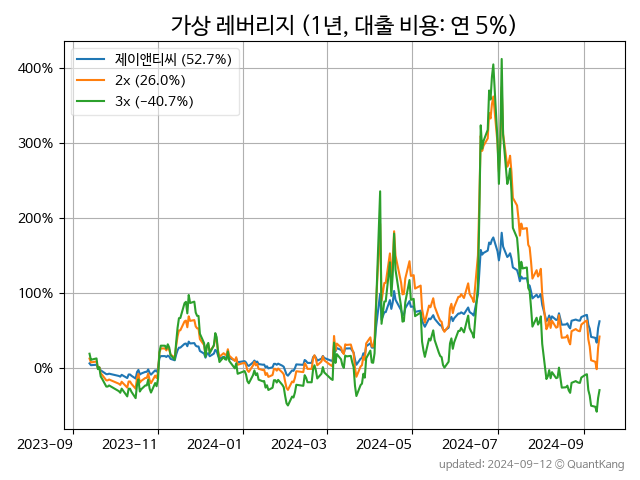 가상 레버리지 (1년, 대출 비용: 연 5%)
제이앤티씨 (52.7%)
2x (26.0%)
3x (−40.7%)
400%
300%
200%
100%
0%
2023-09 2023-11 2024-01 2024-03 2024-05 2024-07 2024-09
updated: 2024-09-12 © QuantKang